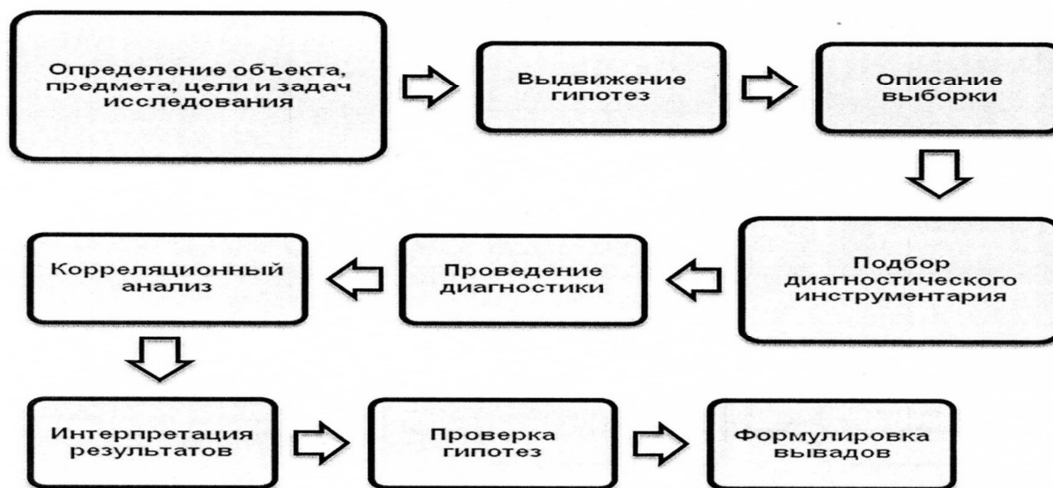 Определение объекта,
предмета, цели и задач
исследования
Выдвижение
гипотез
Описание
выборки
Подбор
диагностического
инструментария
Проведение
диагностики
Корреляционный
анализ
Интерпретация
результатов
Проверка
гипотез
Формулировка
вывадов